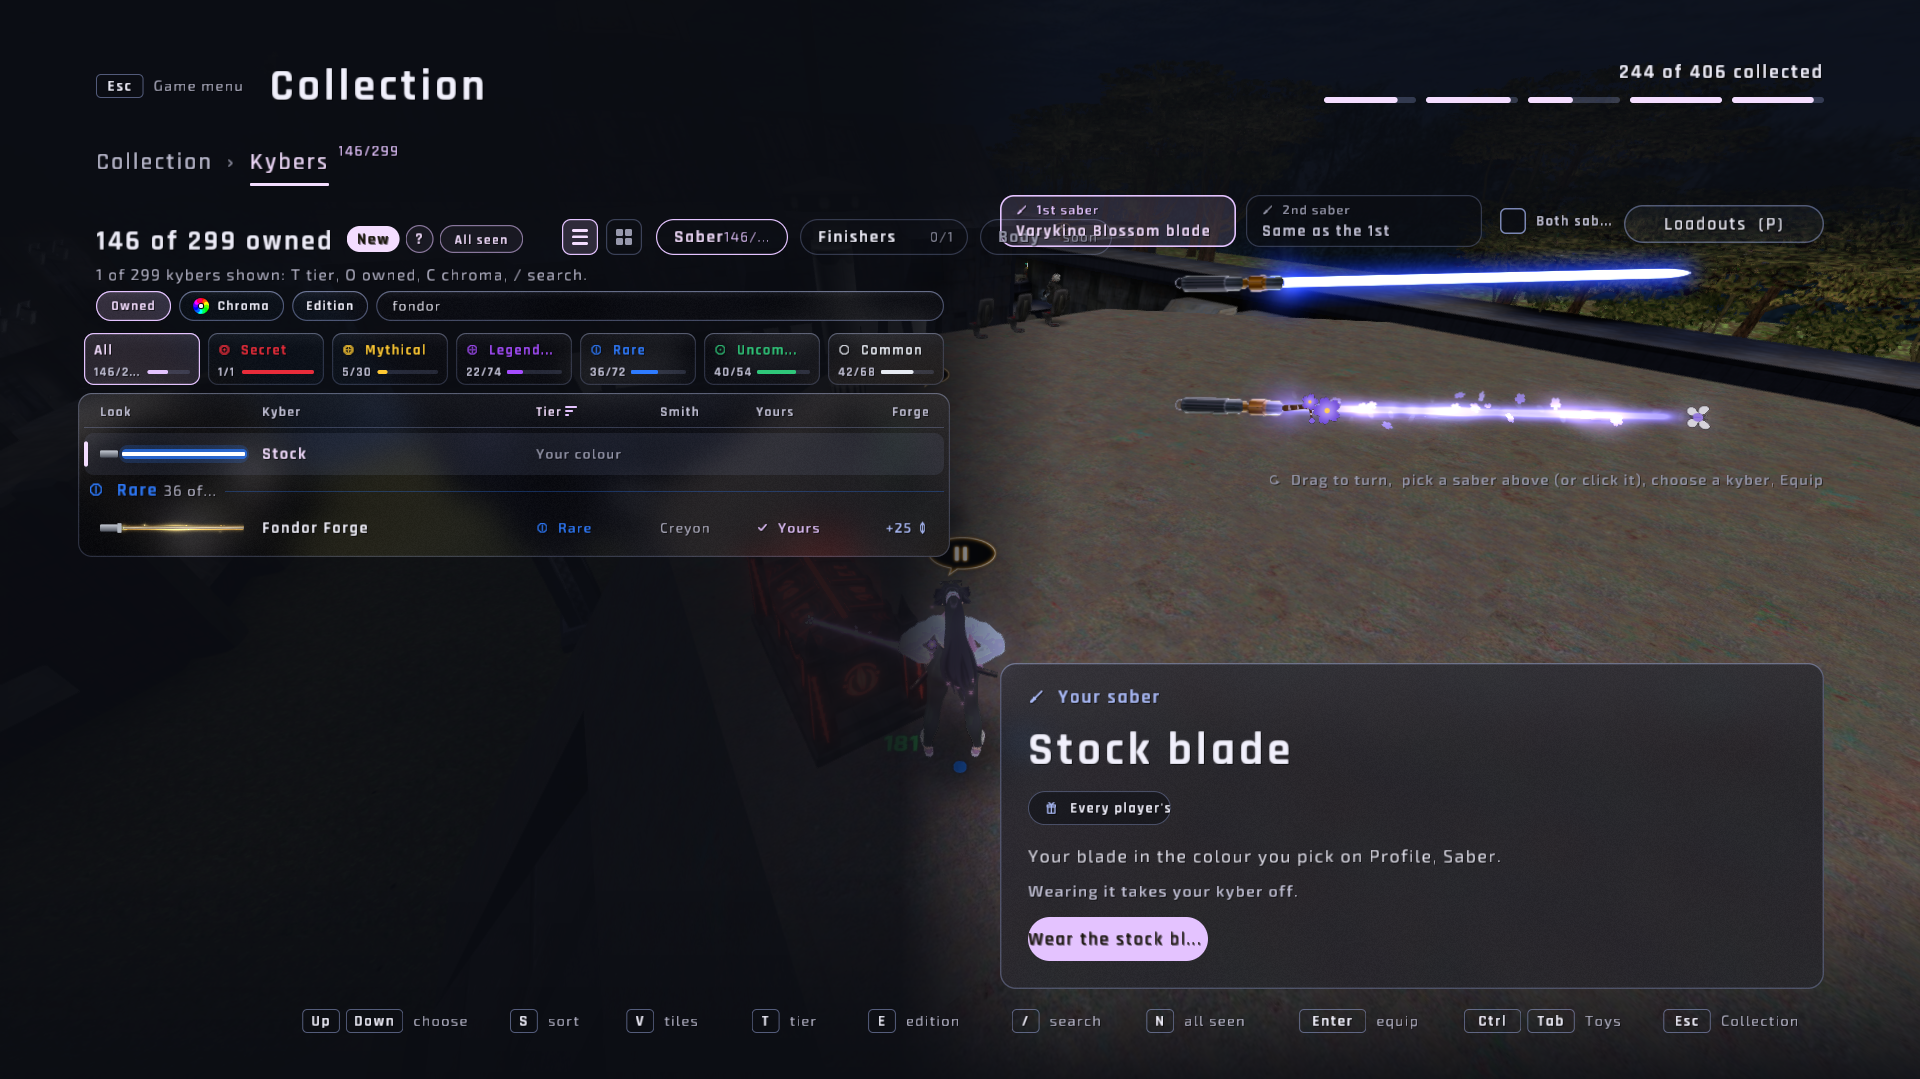 Esc Game menu Collection
244 of 406 collected
Collection › Kybers 146/299
146 of 299 owned New ? All seen
Saber 146/... Finishers 0/1 Body soon
1st saber
Varykino Blossom blade
2nd saber
Same as the 1st
Both sab... Loadouts (P)
1 of 299 kybers shown: T tier, O owned, C chroma, / search.
Owned Chroma Edition fondor
All Secret Mythical Legend... Rare Uncom... Common
146/2... 1/1 5/30 22/74 36/72 40/54 42/68
Look Kyber Tier Smith Yours Forge
Stock Your colour
Rare 36 of...
Fondor Forge Rare Creyon Yours +25
Drag to turn, pick a saber above (or click it), choose a kyber, Equip
181
Your saber
Stock blade
Every player's
Your blade in the colour you pick on Profile, Saber.
Wearing it takes your kyber off.
Wear the stock bl...
Up Down choose S sort V tiles T tier E edition / search N all seen Enter equip Ctrl Tab Toys Esc Collection